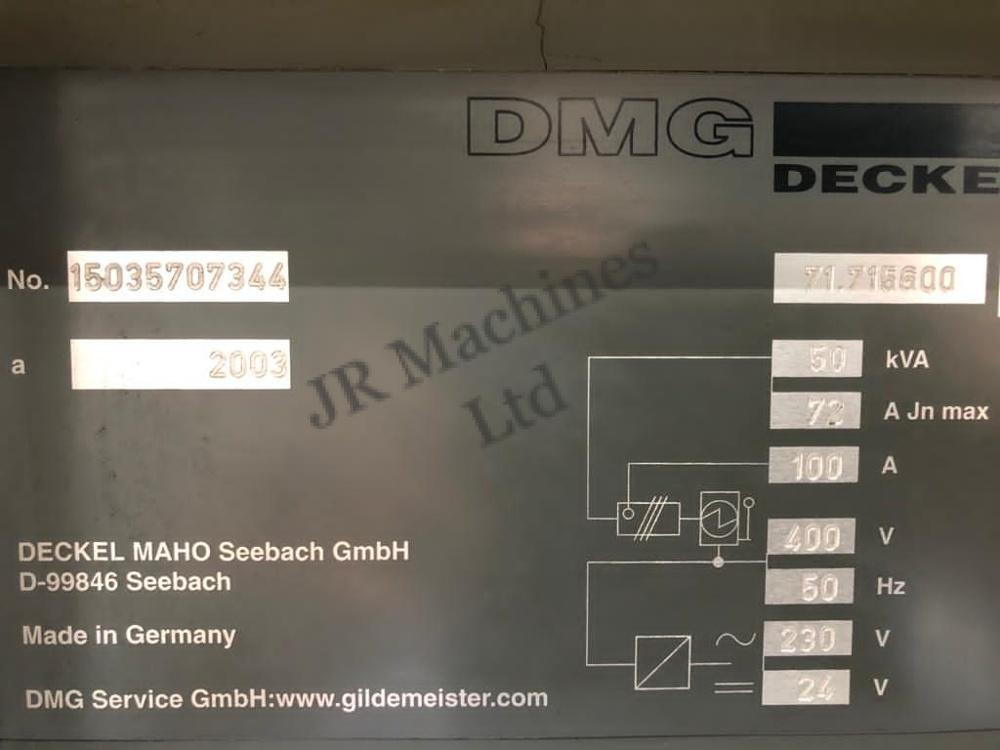 DMG
DECKE
No. 15035707344
71.715600
a 2003
50 kVA
72 A Jn max
100 A
400 V
50 Hz
230 V
24 V
DECKEL MAHO Seebach GmbH
D-99846 Seebach
Made in Germany
DMG Service GmbH:www.gildemeister.com
JR Machines
Ltd